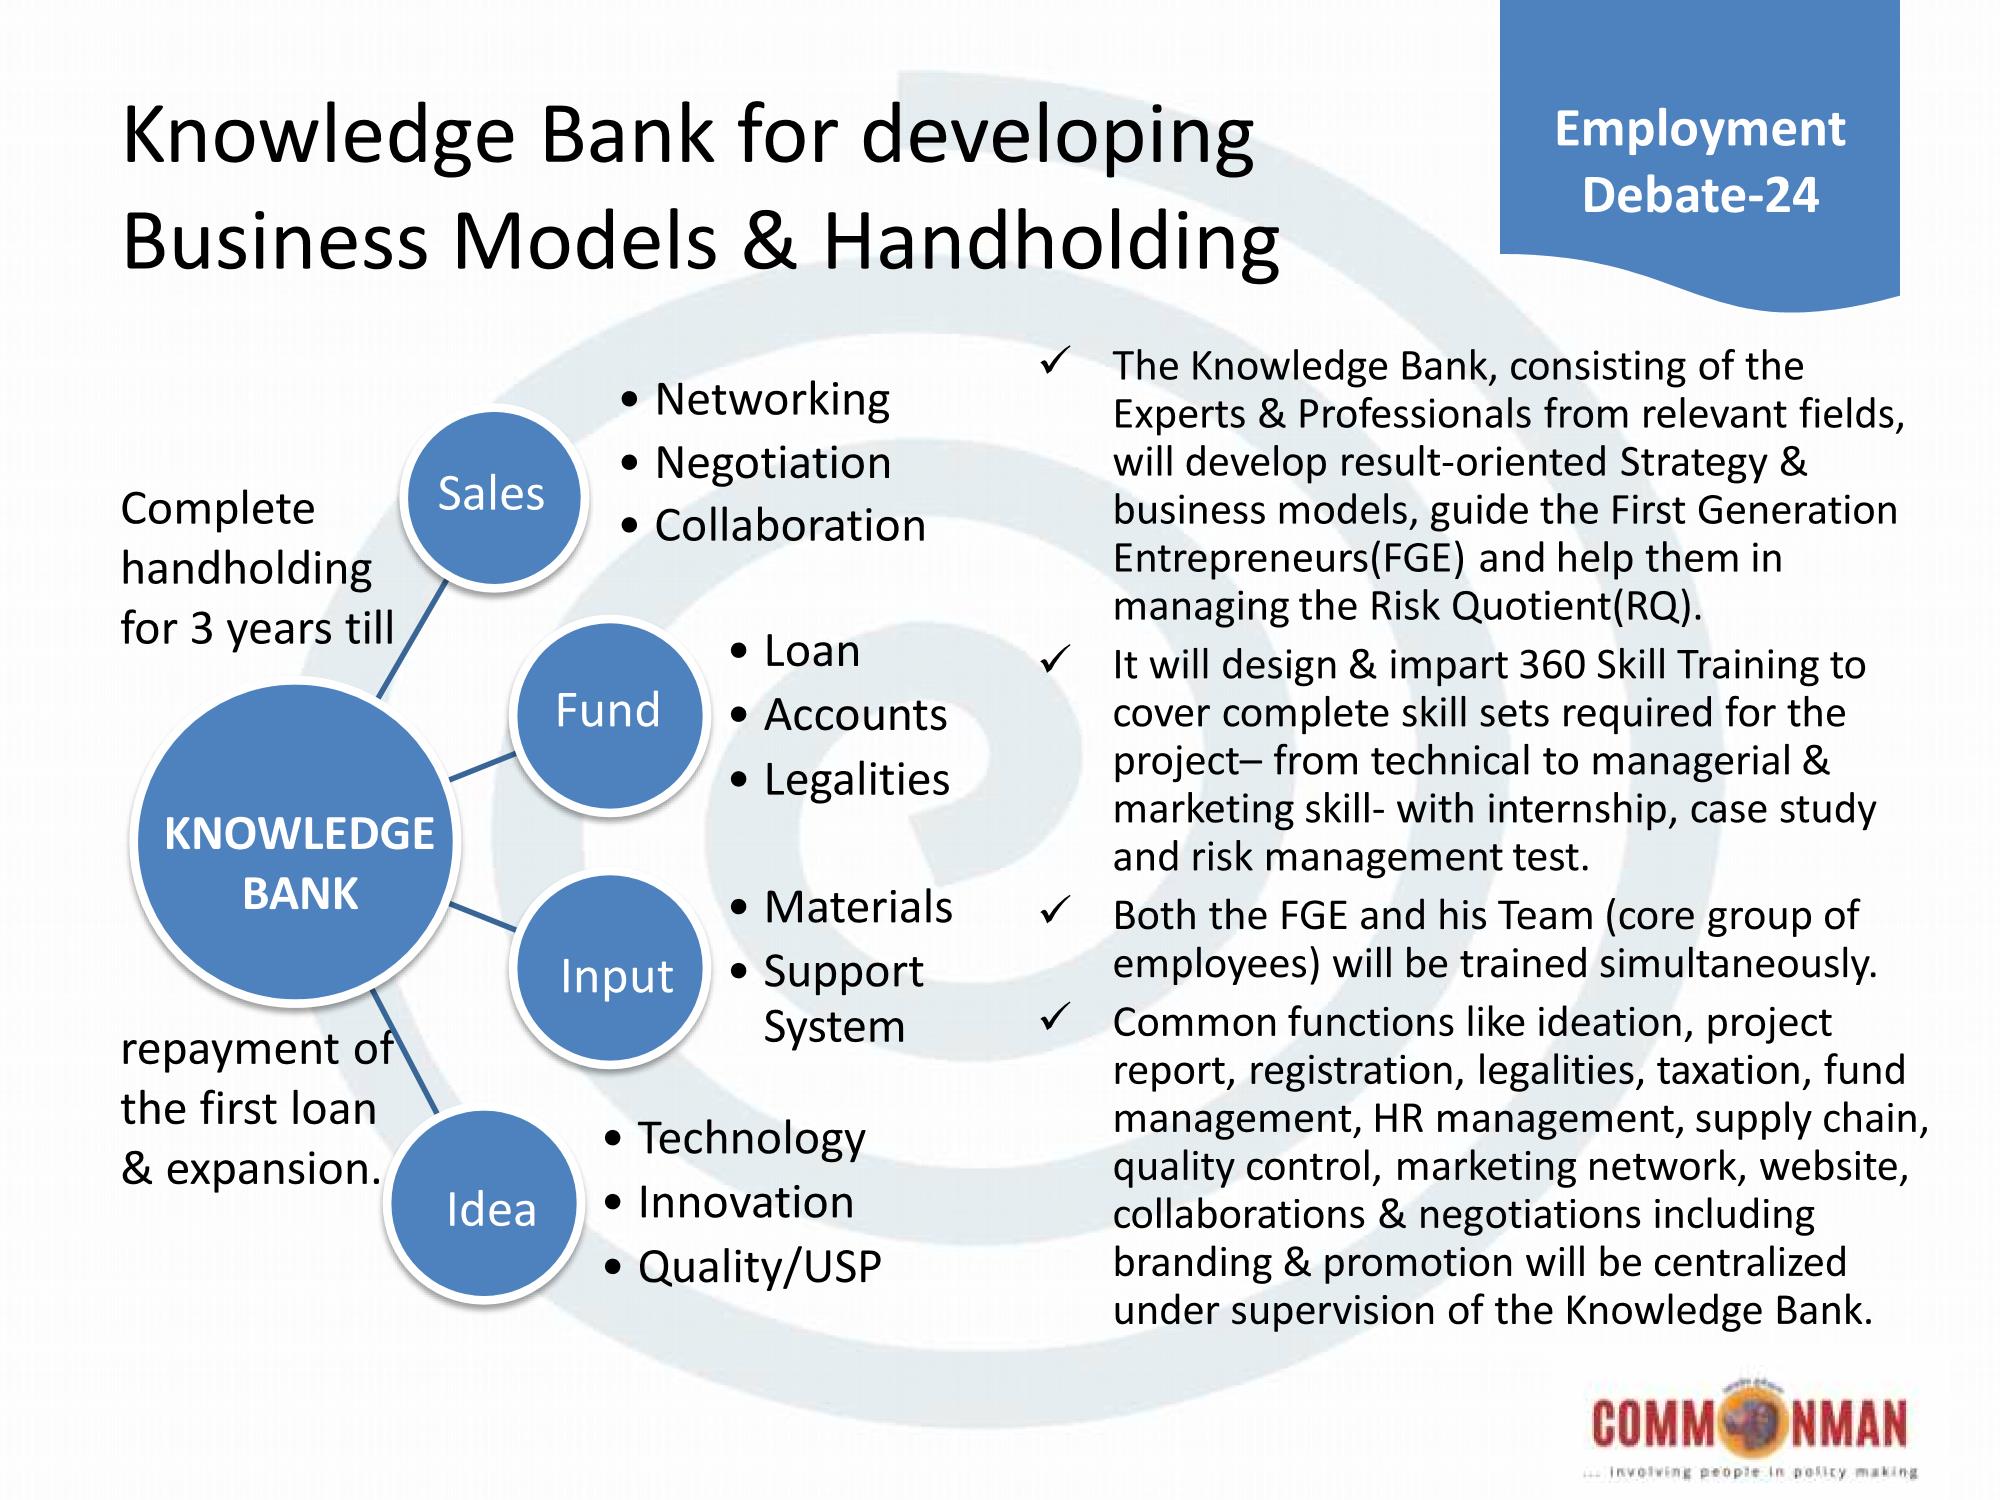 Knowledge Bank for developing
Business Models & Handholding
Employment
Debate-24
Complete
handholding
for 3 years till
KNOWLEDGE
BANK
repayment of
the first loan
& expansion.
Sales
• Networking
• Negotiation
• Collaboration
Fund
• Loan
• Accounts
• Legalities
Input
• Materials
• Support
System
Idea
• Technology
• Innovation
• Quality/USP
✓ The Knowledge Bank, consisting of the
Experts & Professionals from relevant fields,
will develop result-oriented Strategy &
business models, guide the First Generation
Entrepreneurs(FGE) and help them in
managing the Risk Quotient(RQ).
✓ It will design & impart 360 Skill Training to
cover complete skill sets required for the
project– from technical to managerial &
marketing skill- with internship, case study
and risk management test.
✓ Both the FGE and his Team (core group of
employees) will be trained simultaneously.
✓ Common functions like ideation, project
report, registration, legalities, taxation, fund
management, HR management, supply chain,
quality control, marketing network, website,
collaborations & negotiations including
branding & promotion will be centralized
under supervision of the Knowledge Bank.
COMMONMAN
... involving people in policy making